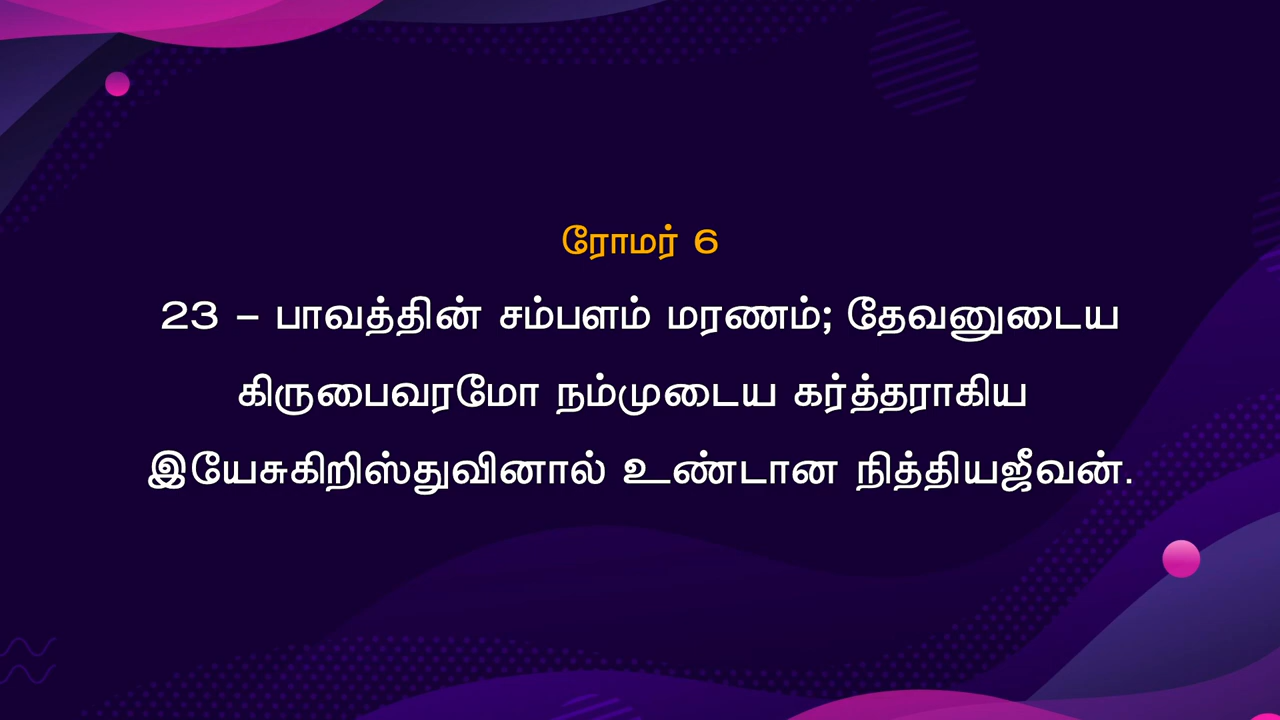 ரோமர் 6
23 – பாவத்தின் சம்பளம் மரணம்; தேவனுடைய
கிருபைவரமோ நம்முடைய கர்த்தராகிய
இயேசுகிறிஸ்துவினால் உண்டான நித்தியஜீவன்.